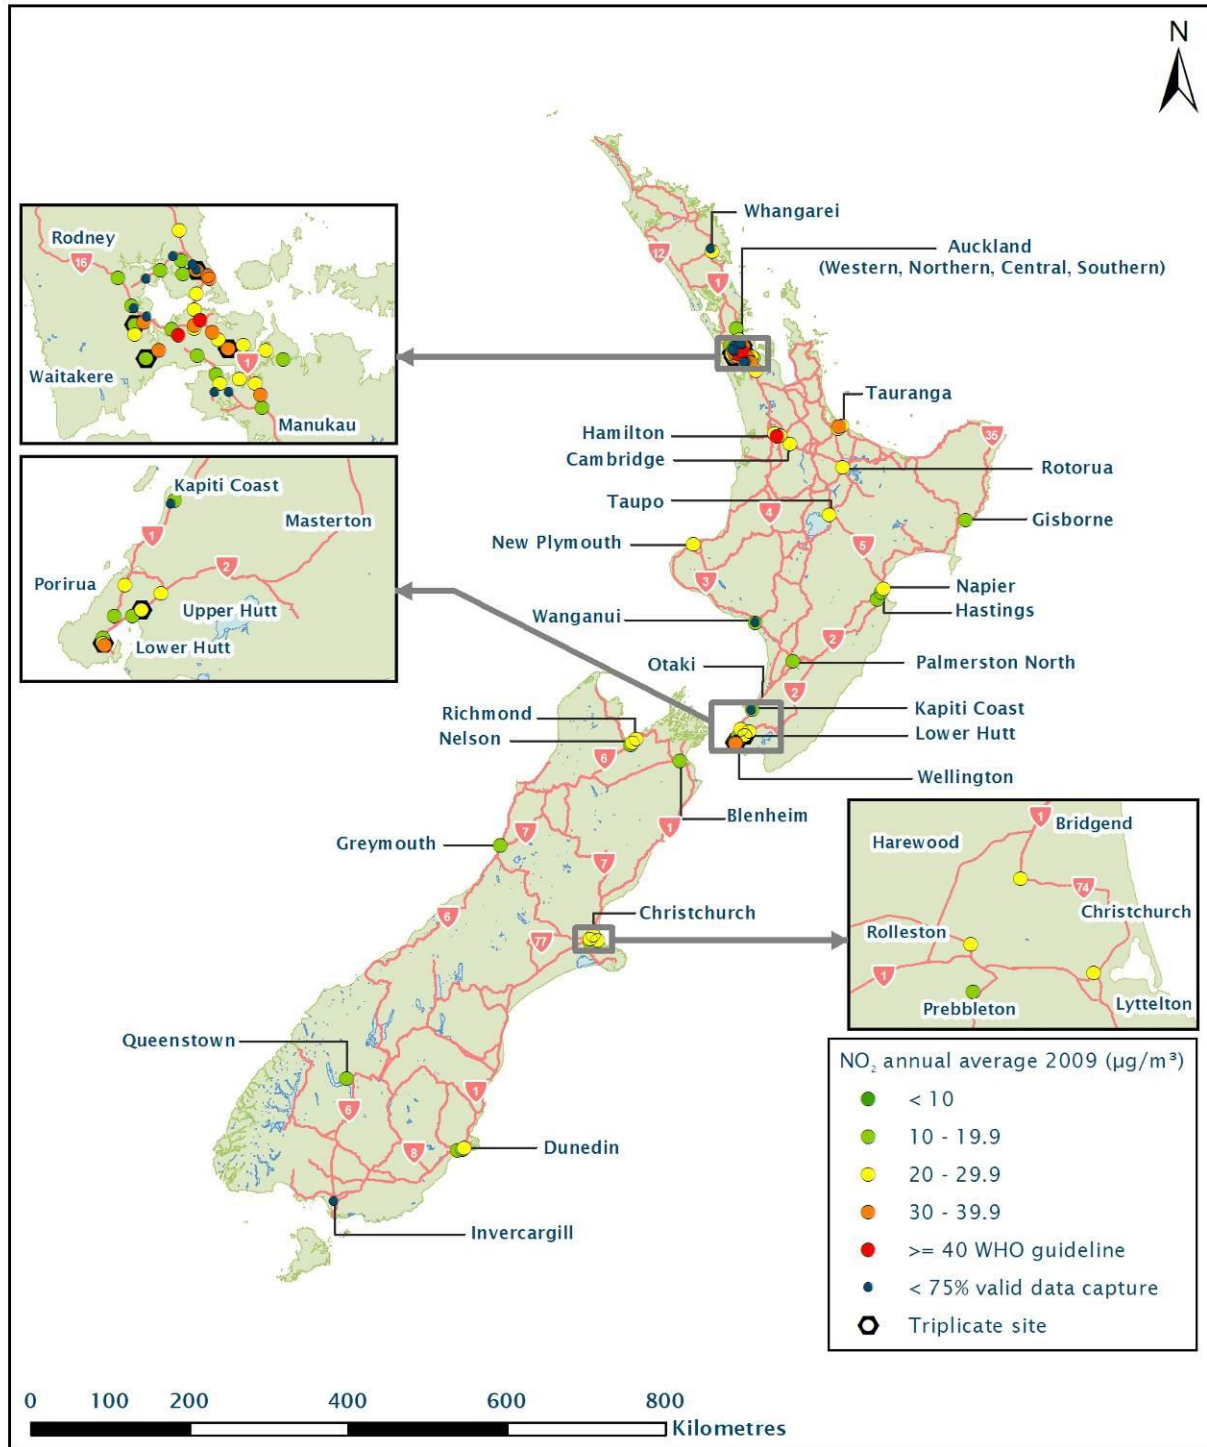 N
Whangarei
12
1
Auckland
(Western, Northern, Central, Southern)
Rodney
16
Waitakere
1
Manukau
Tauranga
Hamilton
Cambridge
35
Rotorua
Taupo
4
Gisborne
5
New Plymouth
3
Napier
Hastings
Wanganui
2
Palmerston North
Otaki
2
Kapiti Coast
Lower Hutt
Wellington
Kapiti Coast
Masterton
1
2
Porirua
Upper Hutt
Lower Hutt
Richmond
Nelson
6
Blenheim
1
7
Greymouth
7
6
Christchurch
77
1
Bridgend
Harewood
74
Christchurch
Rolleston
1
Prebbleton
Lyttelton
Queenstown
6
1
8
Dunedin
Invercargill
NO₂ annual average 2009 (µg/m³)
< 10
10 - 19.9
20 - 29.9
30 - 39.9
>= 40 WHO guideline
< 75% valid data capture
Triplicate site
0 100 200 400 600 800
Kilometres